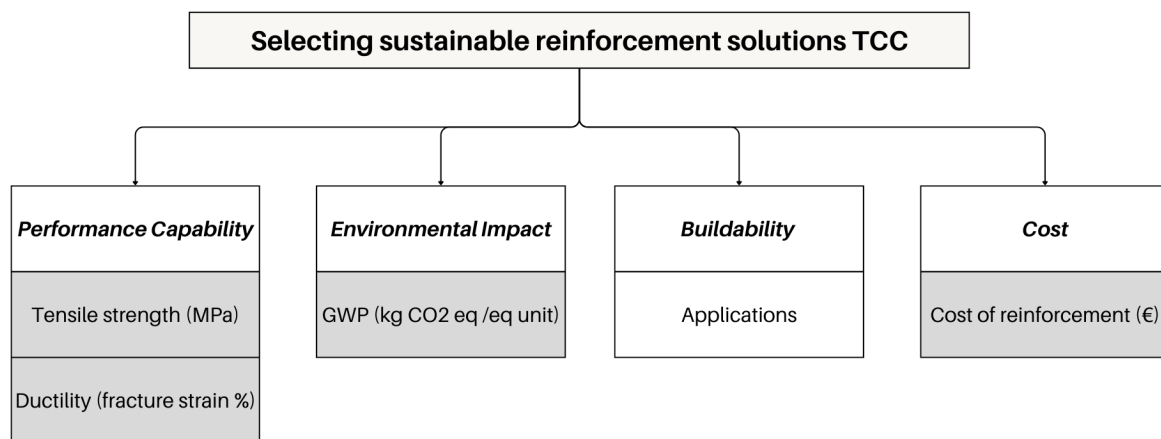 Selecting sustainable reinforcement solutions TCC
Performance Capability
Environmental Impact
Buildability
Cost
Tensile strength (MPa)
GWP (kg CO2 eq /eq unit)
Applications
Cost of reinforcement (€)
Ductility (fracture strain %)